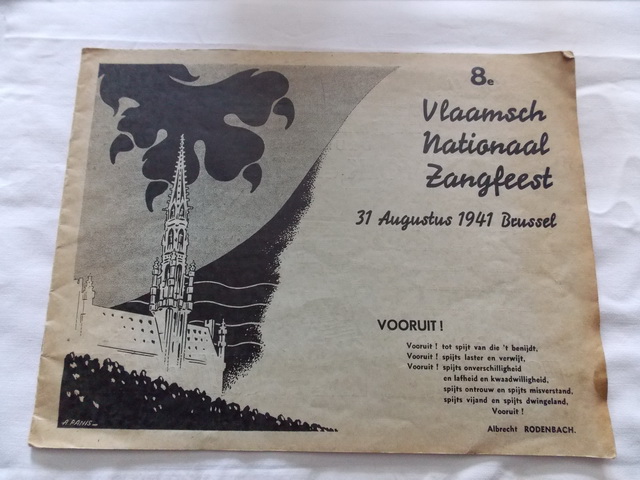 8e
Vlaamsch
Nationaal
Zangfeest
31 Augustus 1941 Brussel
VOORUIT!
Vooruit! tot spijt van die 't benijdt,
Vooruit! spijts laster en verwijt,
Vooruit! spijts onverschilligheid
en lafheid en kwaadwilligheid,
spijts ontrouw en spijts misverstand,
spijts vijand en spijts dwingeland,
Vooruit!
Albrecht RODENBACH.